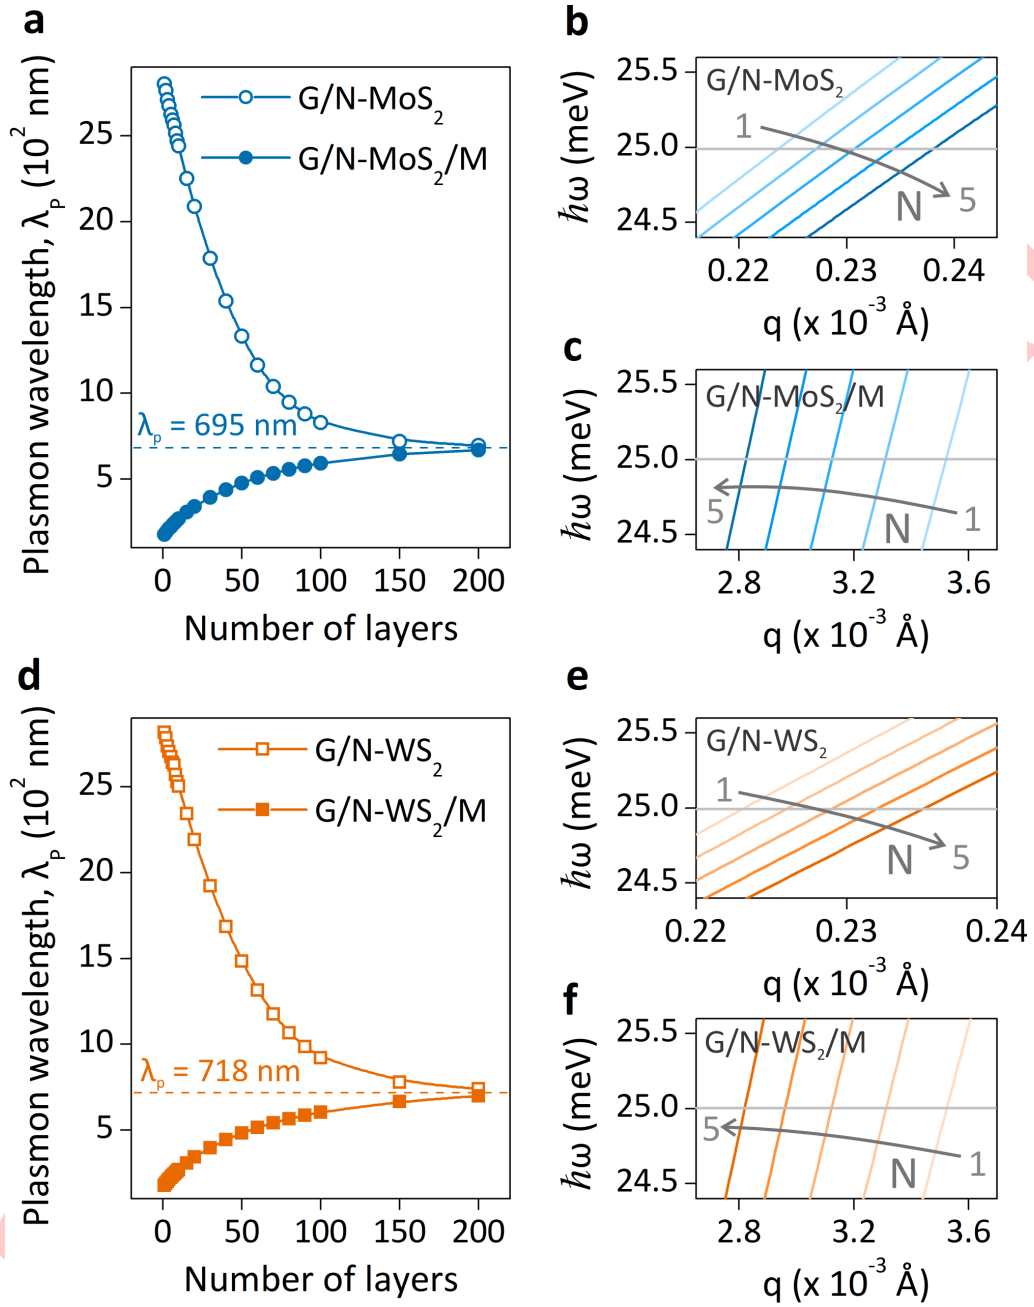 a
Plasmon wavelength, λₚ (10² nm)
25
20
15
10
5
G/N-MoS₂
G/N-MoS₂/M
λₚ = 695 nm
0 50 100 150 200
Number of layers
b
ħω (meV)
25.5
25.0
24.5
G/N-MoS₂
1
N 5
0.22 0.23 0.24
q (x 10⁻³ Å)
c
ħω (meV)
25.5
25.0
24.5
G/N-MoS₂/M
5 N 1
2.8 3.2 3.6
q (x 10⁻³ Å)
d
Plasmon wavelength, λₚ (10² nm)
25
20
15
10
5
G/N-WS₂
G/N-WS₂/M
λₚ = 718 nm
0 50 100 150 200
Number of layers
e
ħω (meV)
25.5
25.0
24.5
G/N-WS₂
1
N 5
0.22 0.23 0.24
q (x 10⁻³ Å)
f
ħω (meV)
25.5
25.0
24.5
G/N-WS₂/M
5 N 1
2.8 3.2 3.6
q (x 10⁻³ Å)